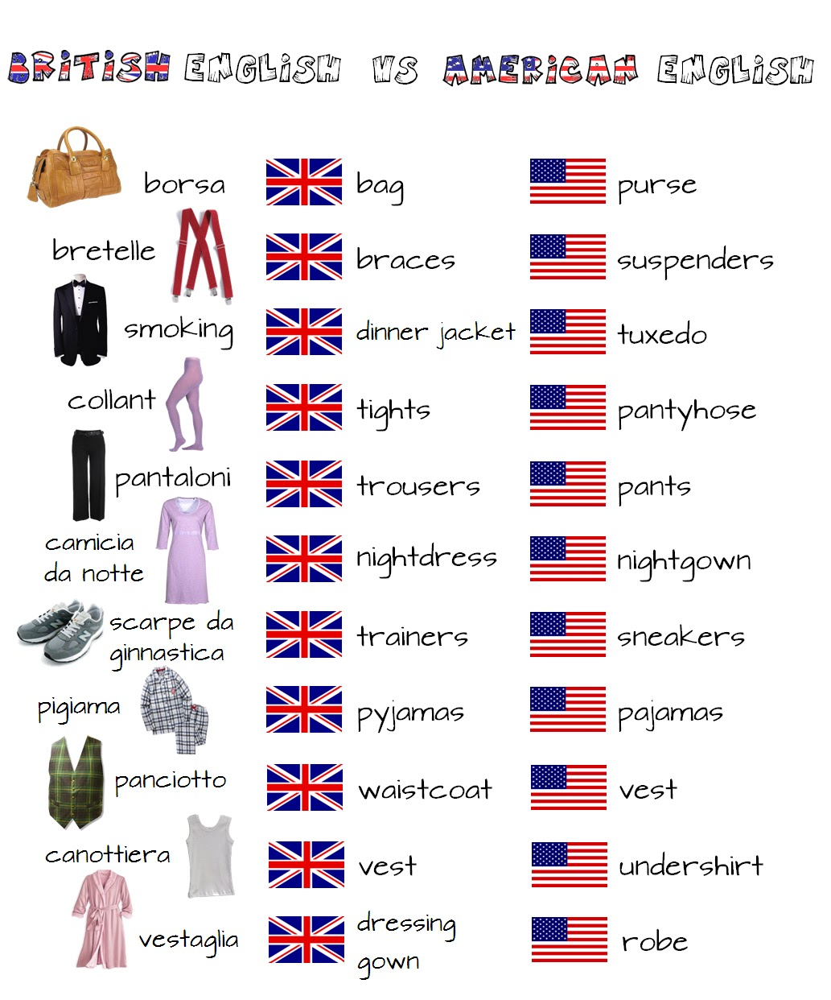 BRITISH ENGLISH VS AMERICAN ENGLISH
borsa bag purse
bretelle braces suspenders
smoking dinner jacket tuxedo
collant tights pantyhose
pantaloni trousers pants
camicia
da notte nightdress nightgown
scarpe da
ginnastica trainers sneakers
pigiama pyjamas pajamas
panciotto waistcoat vest
canottiera vest undershirt
vestaglia dressing
gown robe